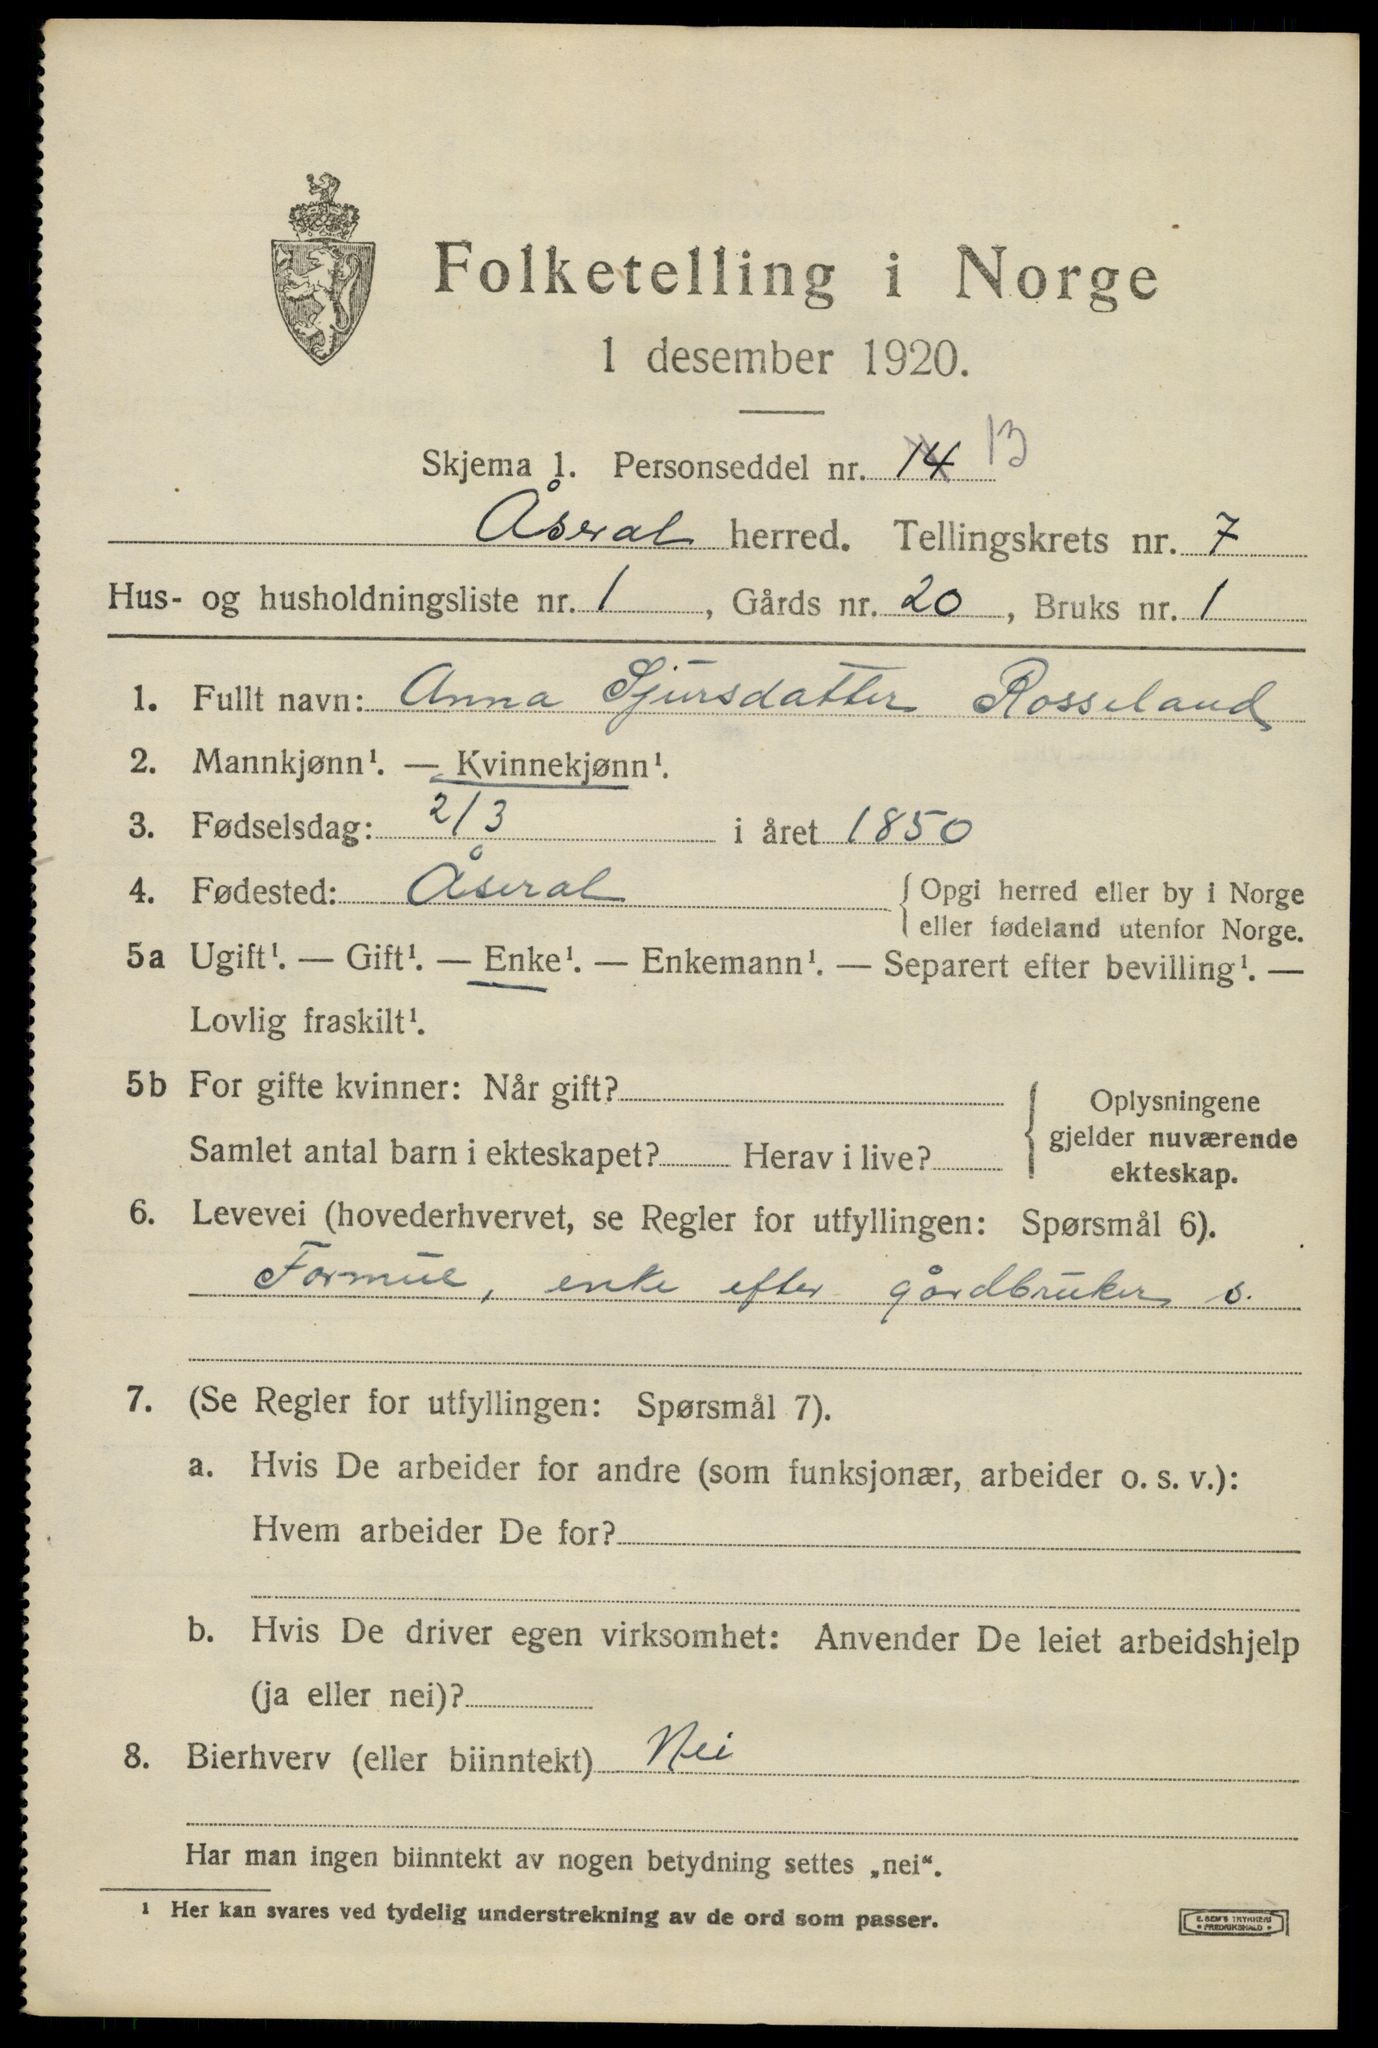 Folketelling i Norge
1 desember 1920.
Skjema 1. Personseddel nr. 14 13
Åseral herred. Tellingskrets nr. 7
Hus- og husholdningsliste nr. 1, Gårds nr. 20, Bruks nr. 1
1. Fullt navn: Anna Sjursdatter Rosseland
2. Mannkjønn¹. — Kvinnekjønn¹.
3. Fødselsdag: 2/3 i året 1850
4. Fødested: Åseral { Opgi herred eller by i Norge
eller fødeland utenfor Norge.
5a Ugift¹. — Gift¹. — Enke¹. — Enkemann¹. — Separert efter bevilling¹. —
Lovlig fraskilt¹.
5b For gifte kvinner: Når gift?
Samlet antal barn i ekteskapet? Herav i live?
{ Oplysningene
gjelder nuværende
ekteskap.
6. Levevei (hovederhvervet, se Regler for utfyllingen: Spørsmål 6).
Formue, enke efter gårdbruker s.
7. (Se Regler for utfyllingen: Spørsmål 7).
a. Hvis De arbeider for andre (som funksjonær, arbeider o. s. v.):
Hvem arbeider De for?
b. Hvis De driver egen virksomhet: Anvender De leiet arbeidshjelp
(ja eller nei)?
8. Bierhverv (eller biinntekt) Nei
Har man ingen biinntekt av nogen betydning settes „nei“.
¹ Her kan svares ved tydelig understrekning av de ord som passer.
E. SEM'S TRYKKERI
• FREDRIKSHALD •